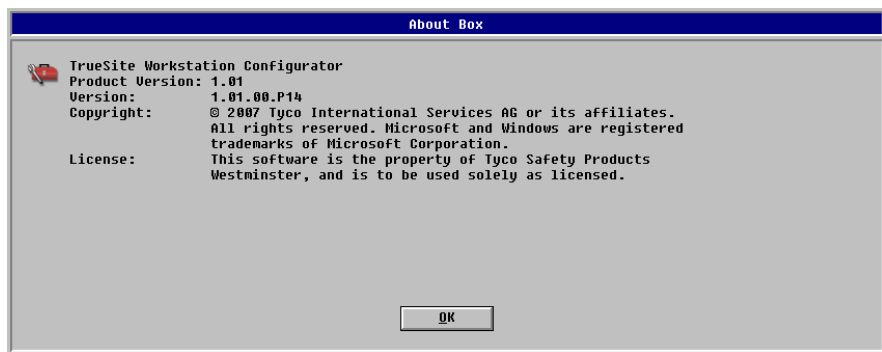 About Box
TrueSite Workstation Configurator
Product Version: 1.01
Version: 1.01.00.P14
Copyright: © 2007 Tyco International Services AG or its affiliates.
All rights reserved. Microsoft and Windows are registered
trademarks of Microsoft Corporation.
License: This software is the property of Tyco Safety Products
Westminster, and is to be used solely as licensed.
OK